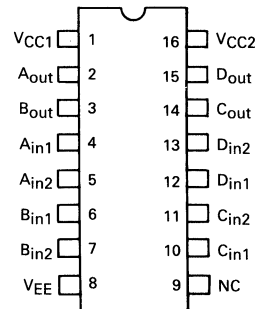 VCC1 1 16 VCC2
Aout 2 15 Dout
Bout 3 14 Cout
Ain1 4 13 Din2
Ain2 5 12 Din1
Bin1 6 11 Cin2
Bin2 7 10 Cin1
VEE 8 9 NC